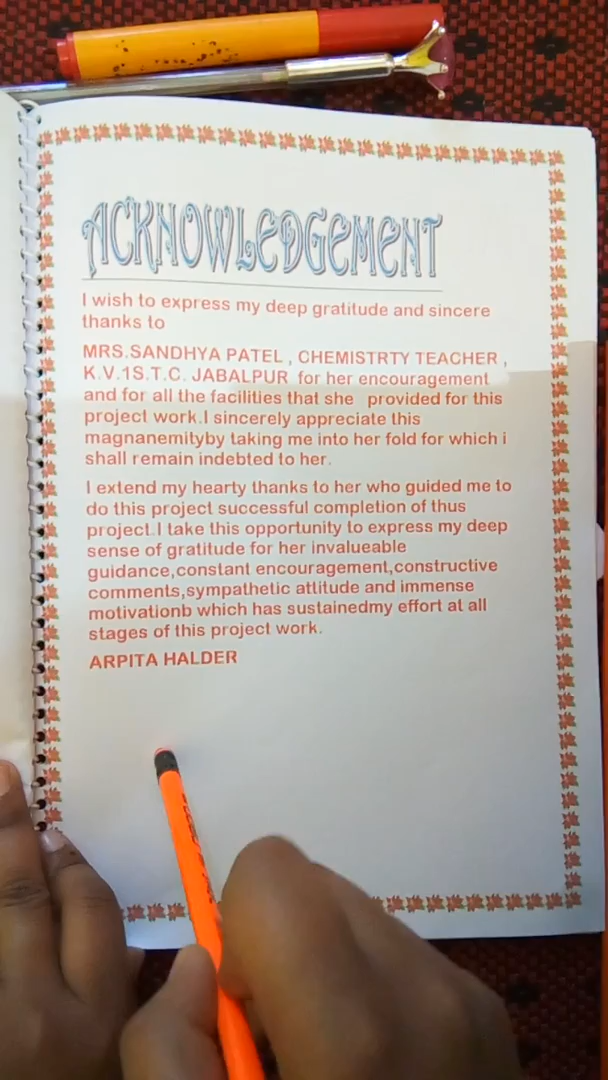 ACKNOWLEDGEMENT
I wish to express my deep gratitude and sincere
thanks to
MRS.SANDHYA PATEL , CHEMISTRTY TEACHER ,
K.V.1S.T.C. JABALPUR for her encouragement
and for all the facilities that she provided for this
project work.I sincerely appreciate this
magnanemityby taking me into her fold for which i
shall remain indebted to her.
I extend my hearty thanks to her who guided me to
do this project successful completion of thus
project.I take this opportunity to express my deep
sense of gratitude for her invalueable
guidance,constant encouragement,constructive
comments,sympathetic attitude and immense
motivationb which has sustainedmy effort at all
stages of this project work.
ARPITA HALDER